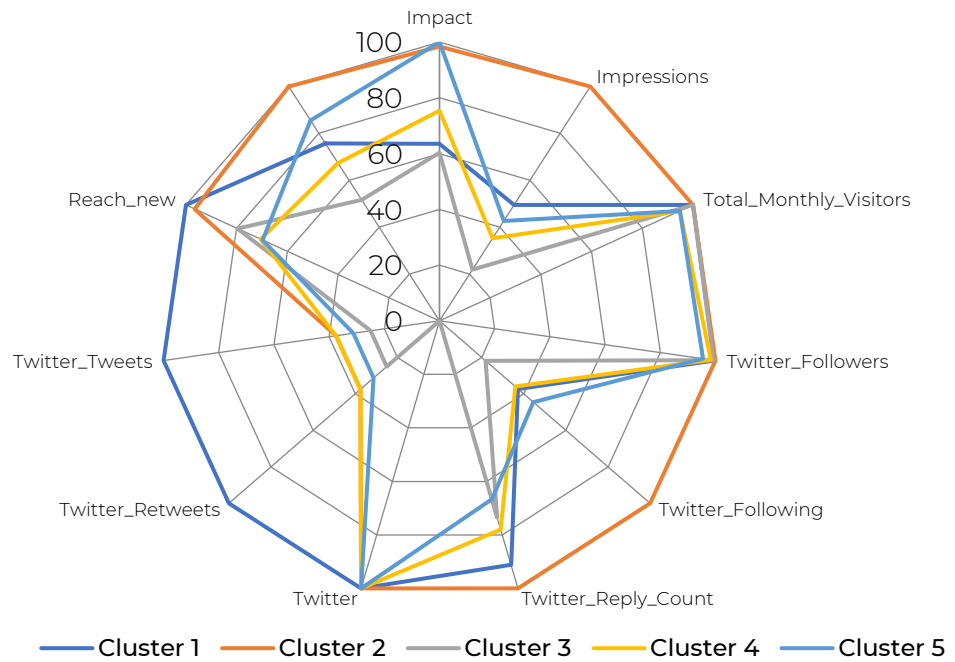 Impact
100
Impressions
80
60
Reach_new
Total_Monthly_Visitors
40
20
0
Twitter_Tweets
Twitter_Followers
Twitter_Retweets
Twitter_Following
Twitter
Twitter_Reply_Count
Cluster 1 Cluster 2 Cluster 3 Cluster 4 Cluster 5